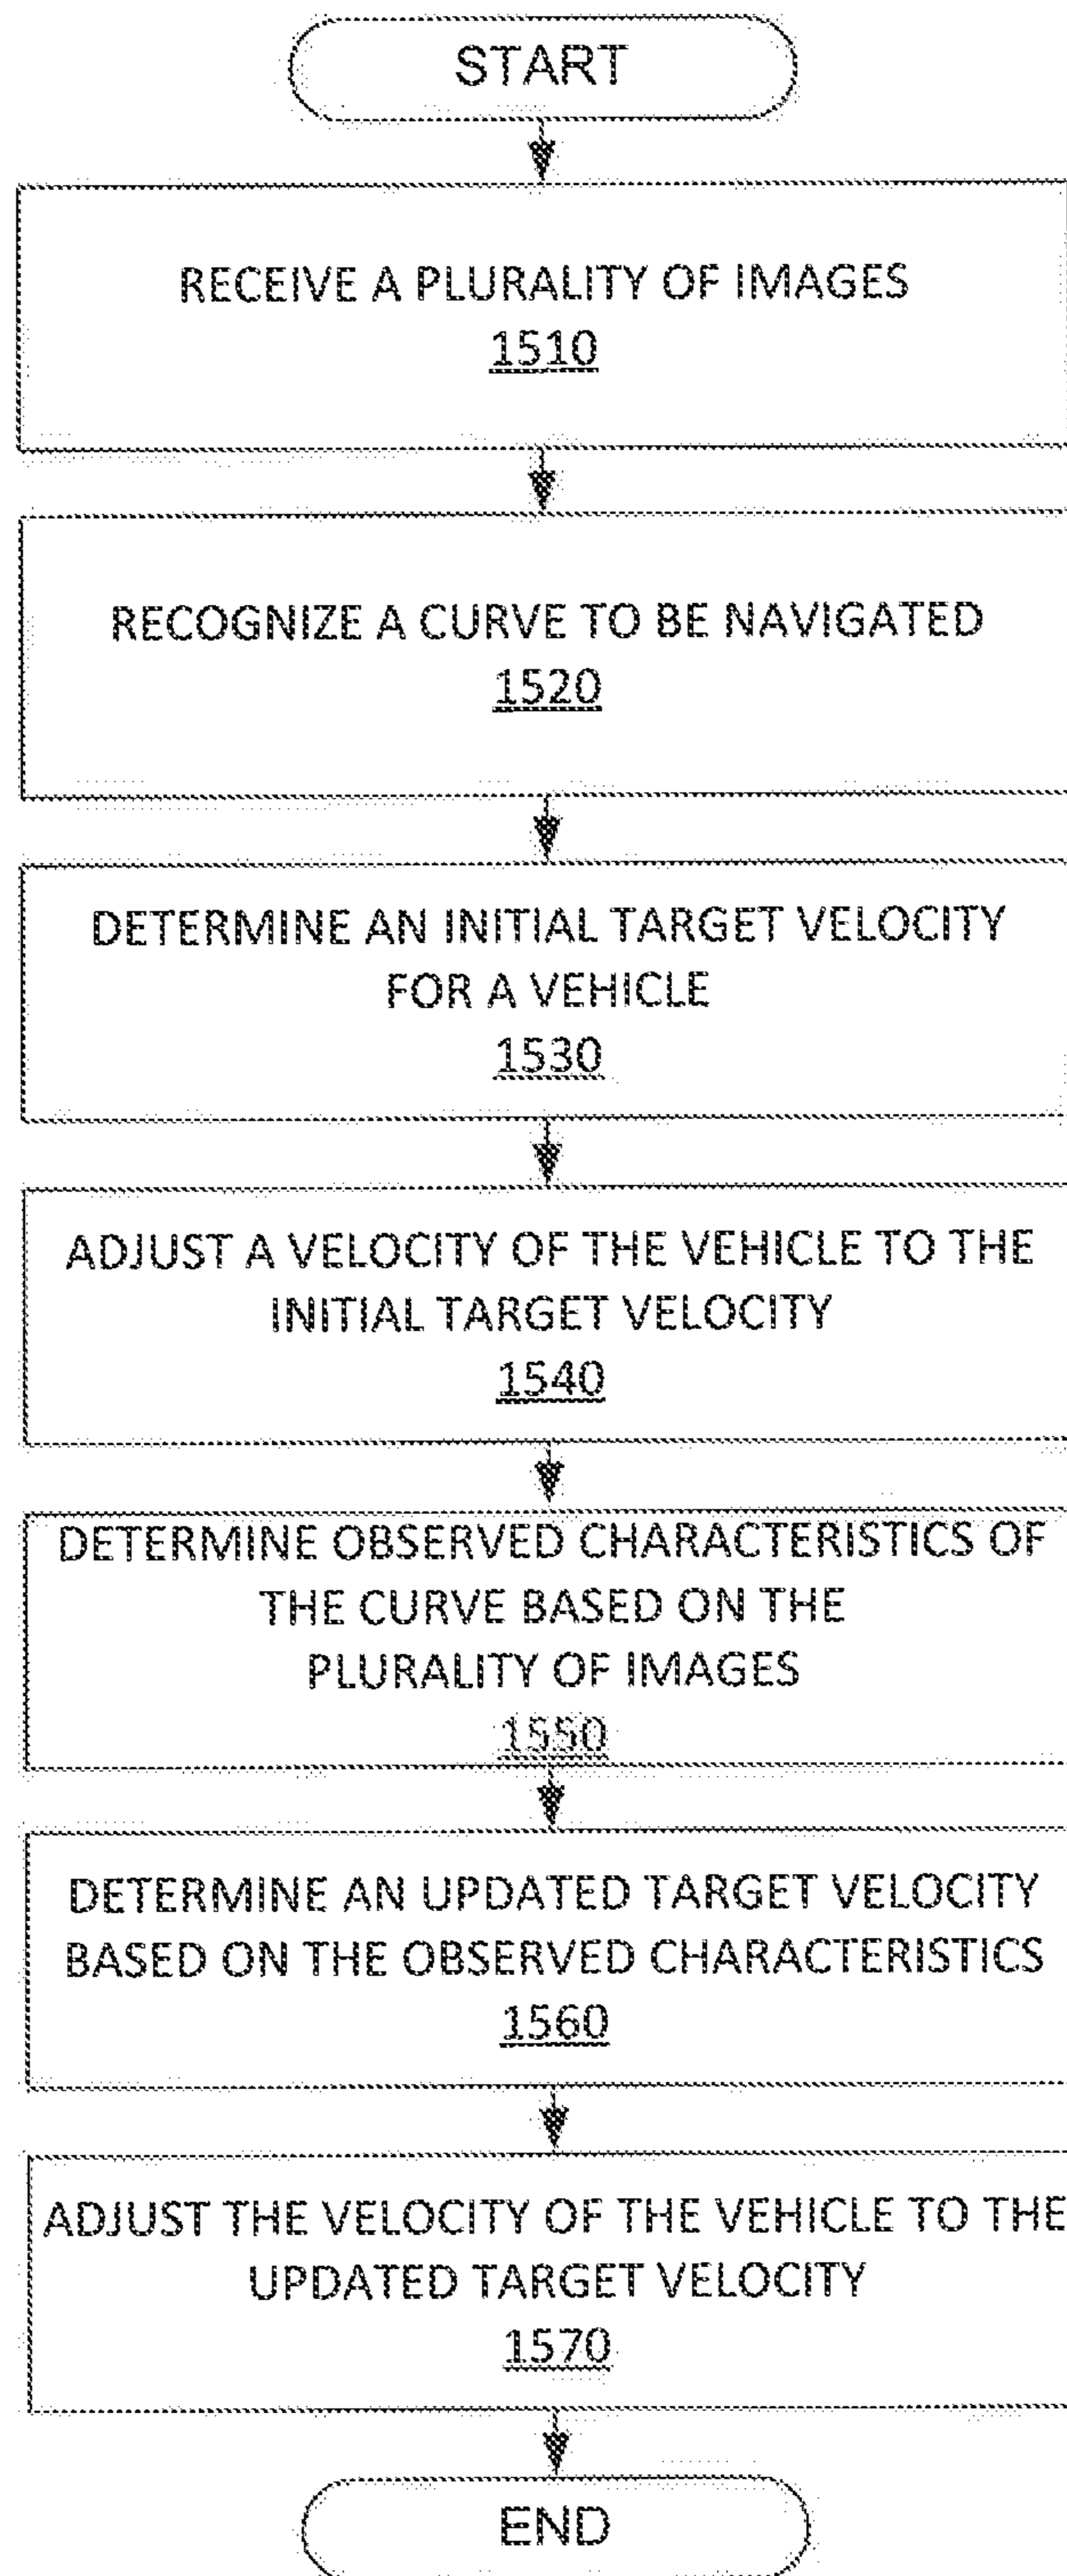 START
RECEIVE A PLURALITY OF IMAGES
1510
RECOGNIZE A CURVE TO BE NAVIGATED
1520
DETERMINE AN INITIAL TARGET VELOCITY
FOR A VEHICLE
1530
ADJUST A VELOCITY OF THE VEHICLE TO THE
INITIAL TARGET VELOCITY
1540
DETERMINE OBSERVED CHARACTERISTICS OF
THE CURVE BASED ON THE
PLURALITY OF IMAGES
1550
DETERMINE AN UPDATED TARGET VELOCITY
BASED ON THE OBSERVED CHARACTERISTICS
1560
ADJUST THE VELOCITY OF THE VEHICLE TO THE
UPDATED TARGET VELOCITY
1570
END